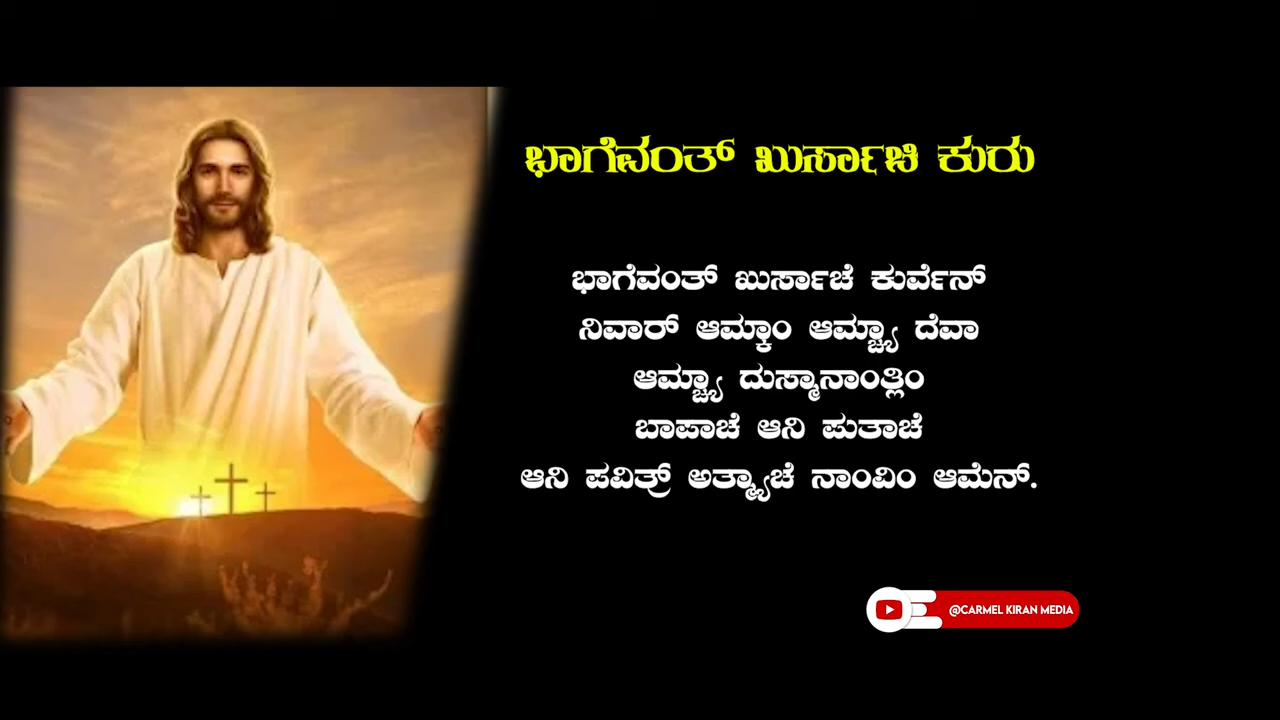 ಭಾಗೆವಂತ್ ಖುರ್ಸಾಚಿ ಕುರು
ಭಾಗೆವಂತ್ ಖುರ್ಸಾಚೆ ಕುರ್ವೆನ್
ನಿವಾರ್ ಆಮ್ಕಾಂ ಆಮ್ಚ್ಯಾ ದೆವಾ
ಆಮ್ಚ್ಯಾ ದುಸ್ಮಾನಾಂತ್ಲಿಂ
ಬಾಪಾಚೆ ಆನಿ ಪುತಾಚೆ
ಆನಿ ಪವಿತ್ರ್ ಅತ್ಮ್ಯಾಚೆ ನಾಂವಿಂ ಆಮೆನ್.
@CARMEL KIRAN MEDIA